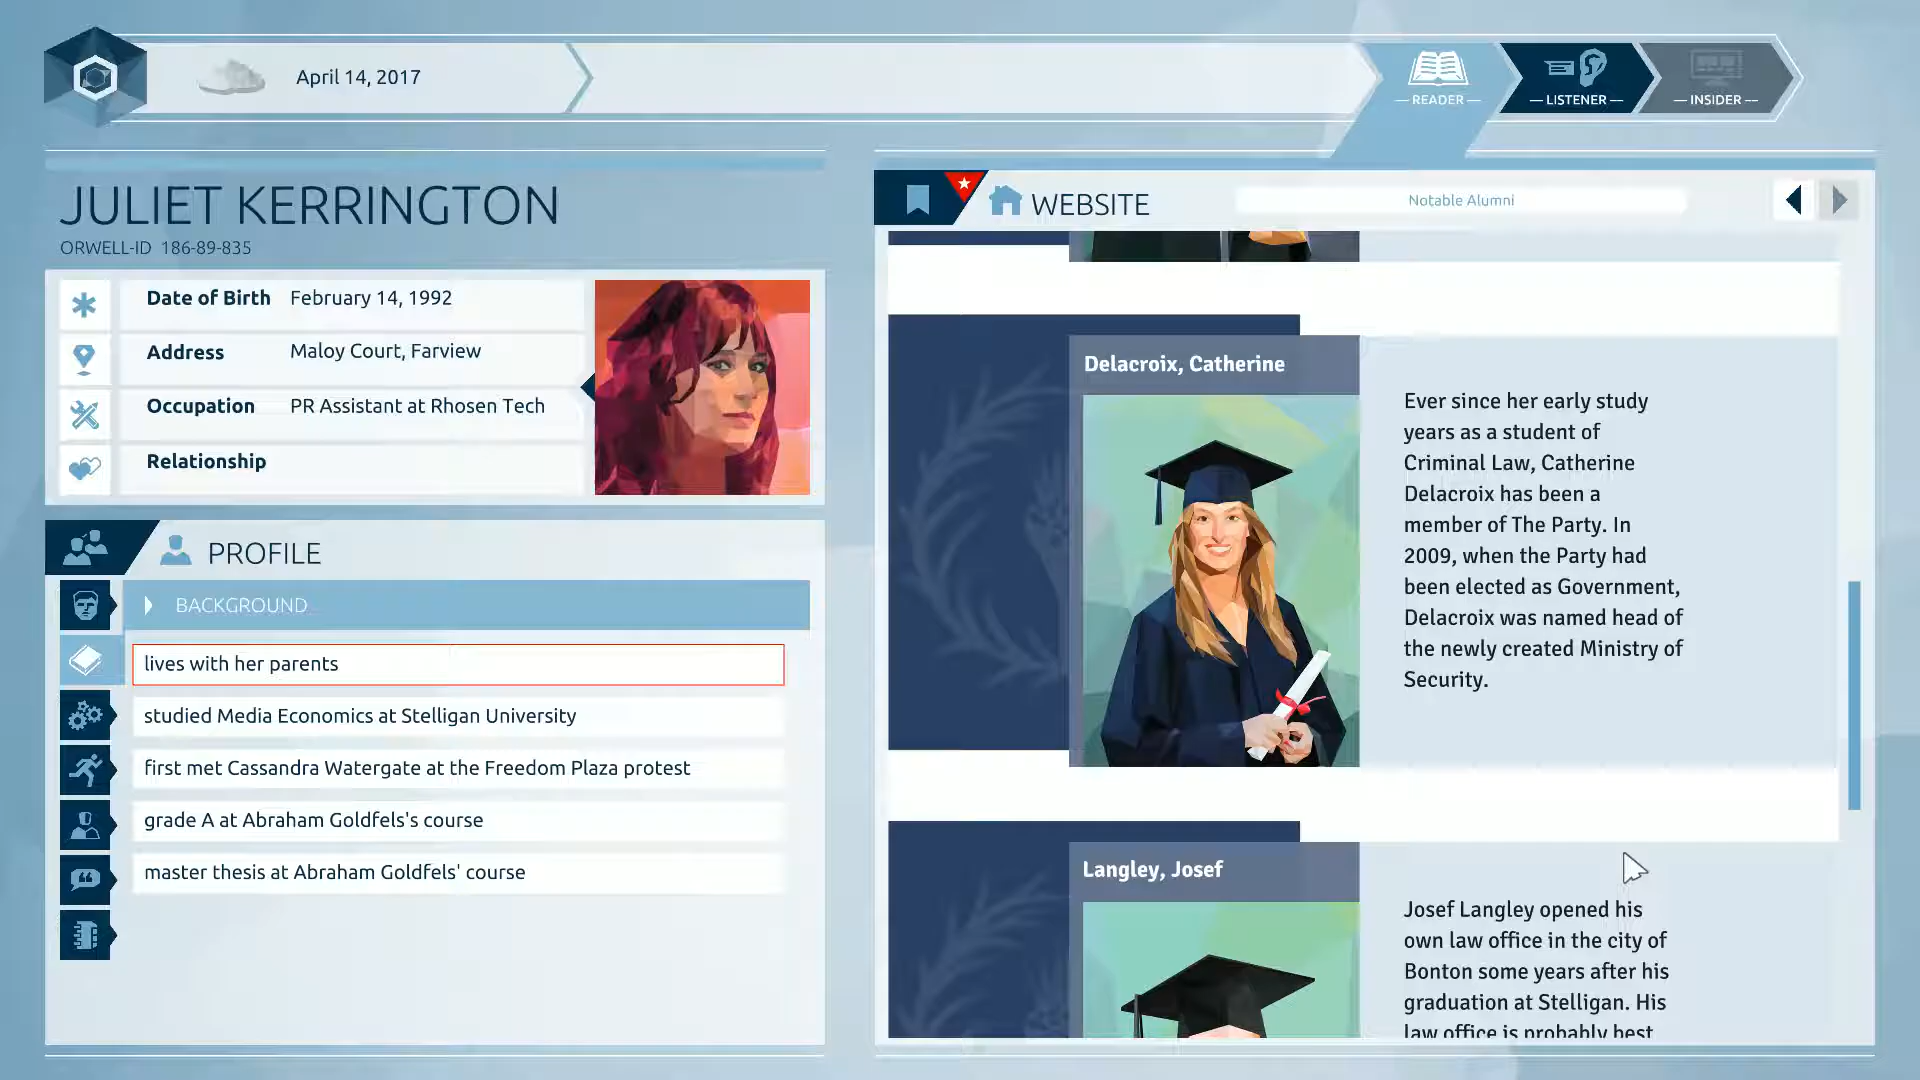 April 14, 2017
READER
LISTENER
INSIDER
JULIET KERRINGTON
ORWELL-ID 186-89-835
Date of Birth February 14, 1992
Address Maloy Court, Farview
Occupation PR Assistant at Rhosen Tech
Relationship
PROFILE
BACKGROUND
lives with her parents
studied Media Economics at Stelligan University
first met Cassandra Watergate at the Freedom Plaza protest
grade A at Abraham Goldfels's course
master thesis at Abraham Goldfels' course
WEBSITE
Notable Alumni
Delacroix, Catherine
Ever since her early study
years as a student of
Criminal Law, Catherine
Delacroix has been a
member of The Party. In
2009, when the Party had
been elected as Government,
Delacroix was named head of
the newly created Ministry of
Security.
Langley, Josef
Josef Langley opened his
own law office in the city of
Bonton some years after his
graduation at Stelligan. His
law office is probably best